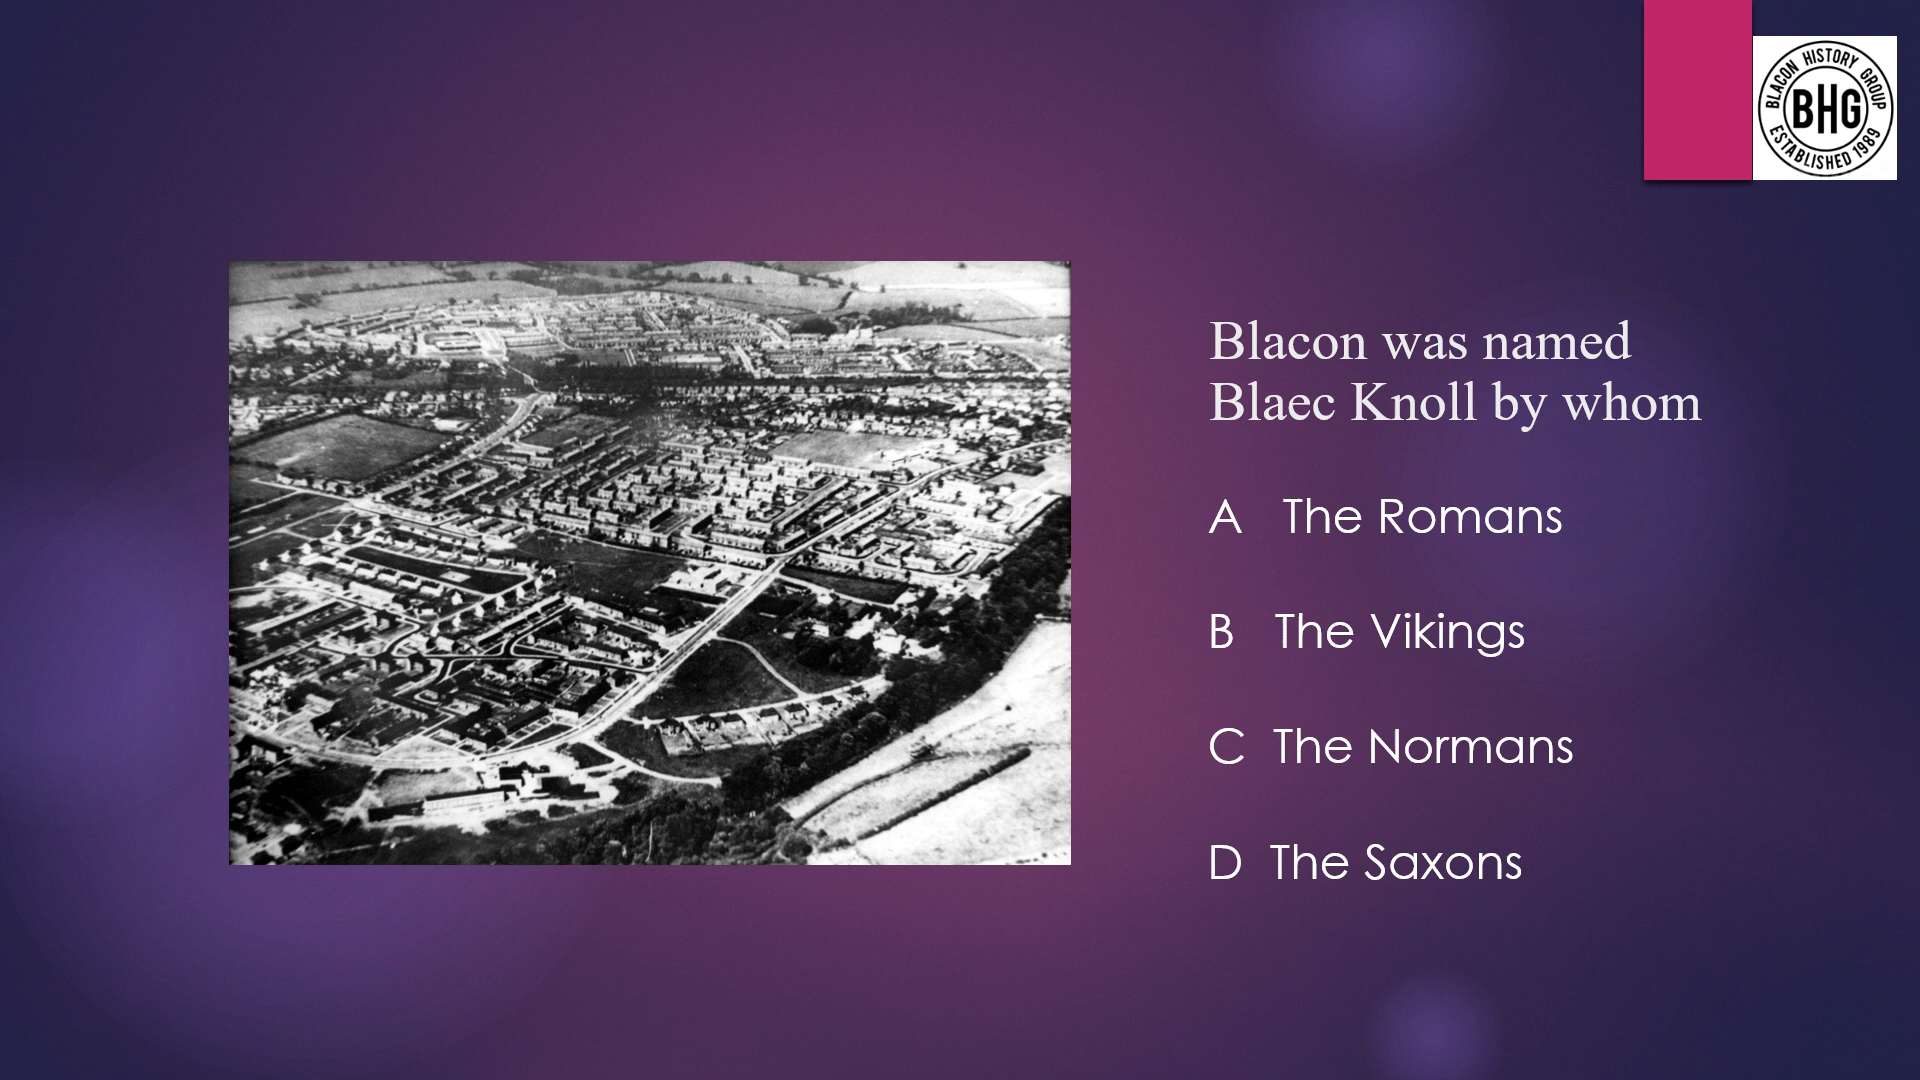 BLACON HISTORY GROUP
BHG
ESTABLISHED 1989
Blacon was named
Blaec Knoll by whom
A The Romans
B The Vikings
C The Normans
D The Saxons